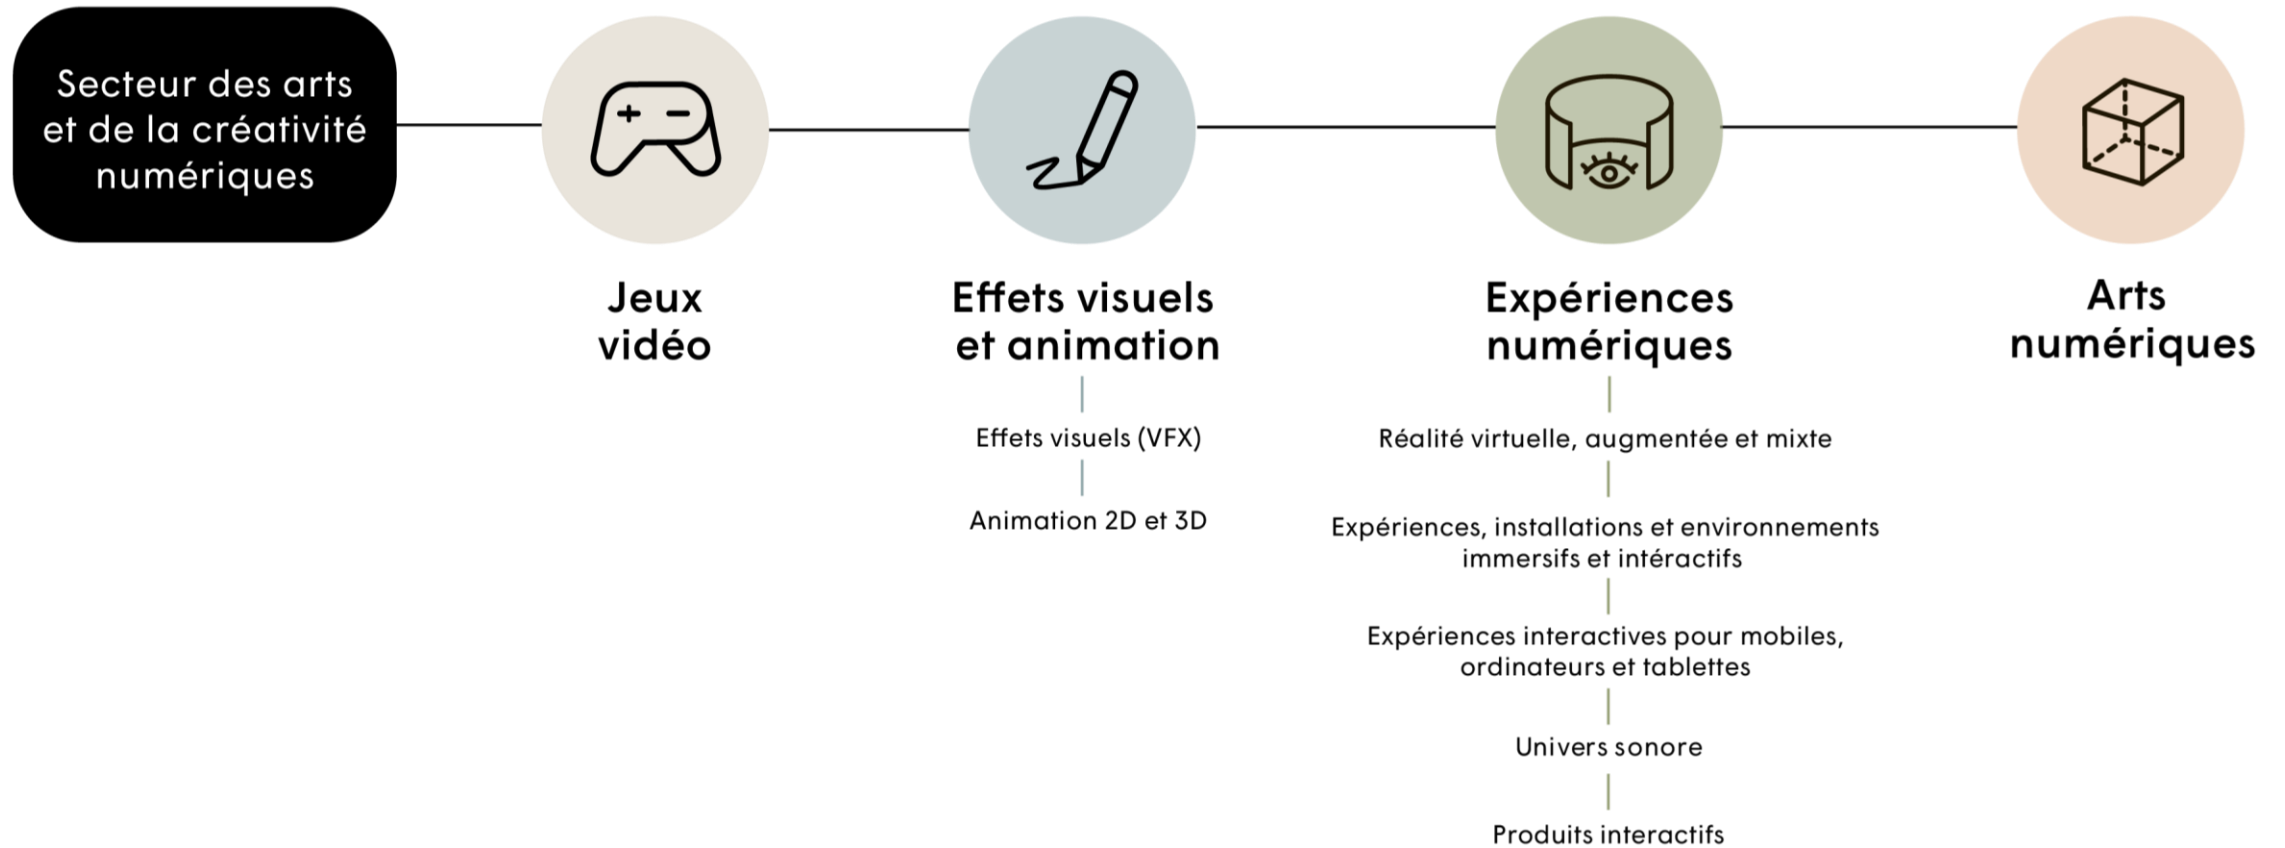 Secteur des arts
et de la créativité
numériques
Jeux
vidéo
Effets visuels
et animation
Effets visuels (VFX)
Animation 2D et 3D
Expériences
numériques
Réalité virtuelle, augmentée et mixte
Expériences, installations et environnements
immersifs et intéractifs
Expériences interactives pour mobiles,
ordinateurs et tablettes
Univers sonore
Produits interactifs
Arts
numériques